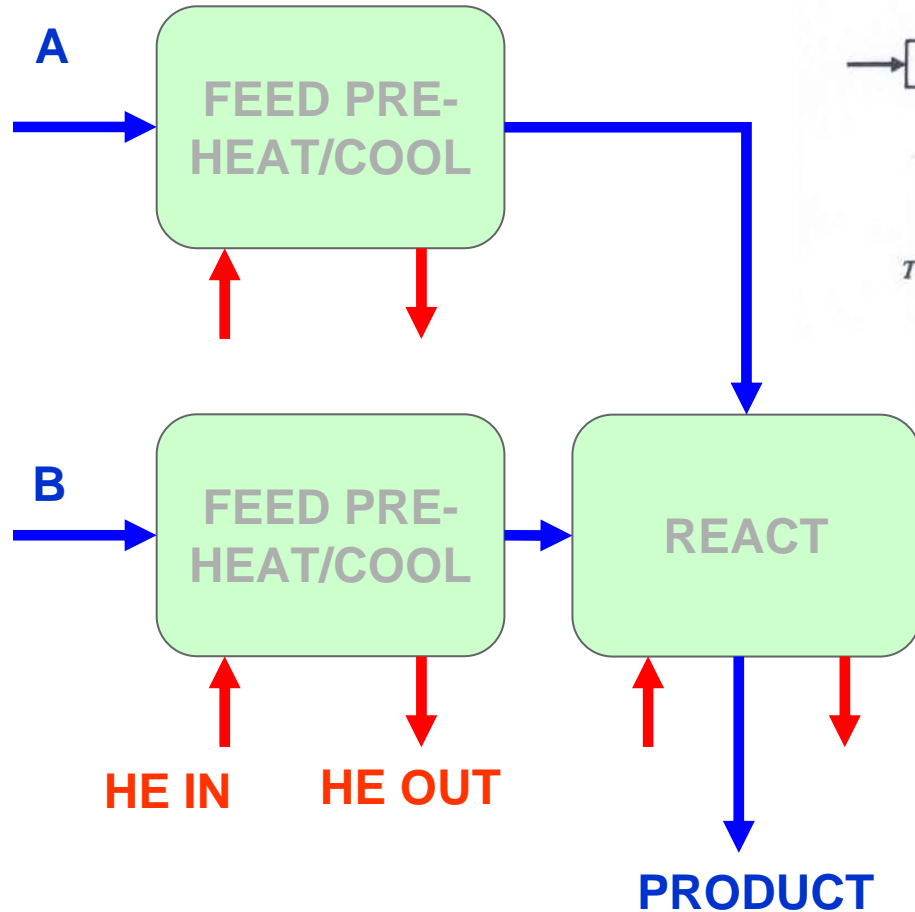 A
FEED PRE-
HEAT/COOL
T
B
FEED PRE-
HEAT/COOL
REACT
HE IN
HE OUT
PRODUCT